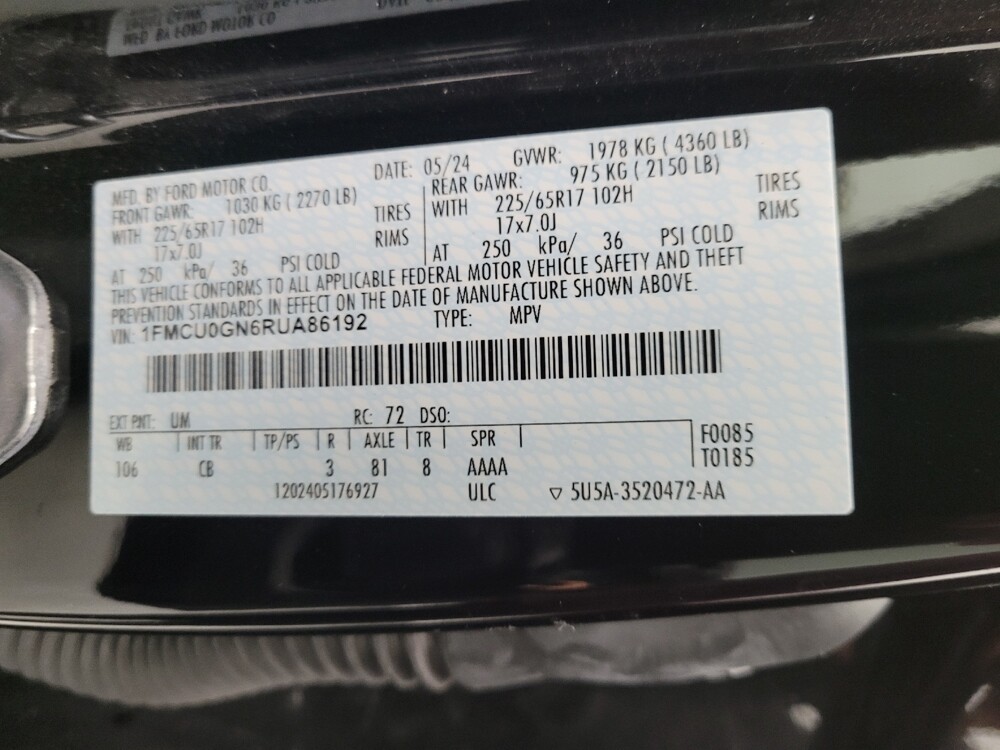 MFD. BY FORD MOTOR CO.
DATE: 05/24 GVWR: 1978 KG ( 4360 LB)
FRONT GAWR: 1030 KG ( 2270 LB)
WITH 225/65R17 102H TIRES
17x7.0J RIMS
AT 250 kPa/ 36 PSI COLD
REAR GAWR: 975 KG ( 2150 LB)
WITH 225/65R17 102H TIRES
17x7.0J RIMS
AT 250 kPa/ 36 PSI COLD
THIS VEHICLE CONFORMS TO ALL APPLICABLE FEDERAL MOTOR VEHICLE SAFETY AND THEFT
PREVENTION STANDARDS IN EFFECT ON THE DATE OF MANUFACTURE SHOWN ABOVE.
VIN: 1FMCU0GN6RUA86192 TYPE: MPV
EXT PNT: UM RC: 72 DSO:
WB INT TR TP/PS R AXLE TR SPR
106 CB 3 81 8 AAAA
F0085
T0185
1202405176927 ULC ▽ 5U5A-3520472-AA